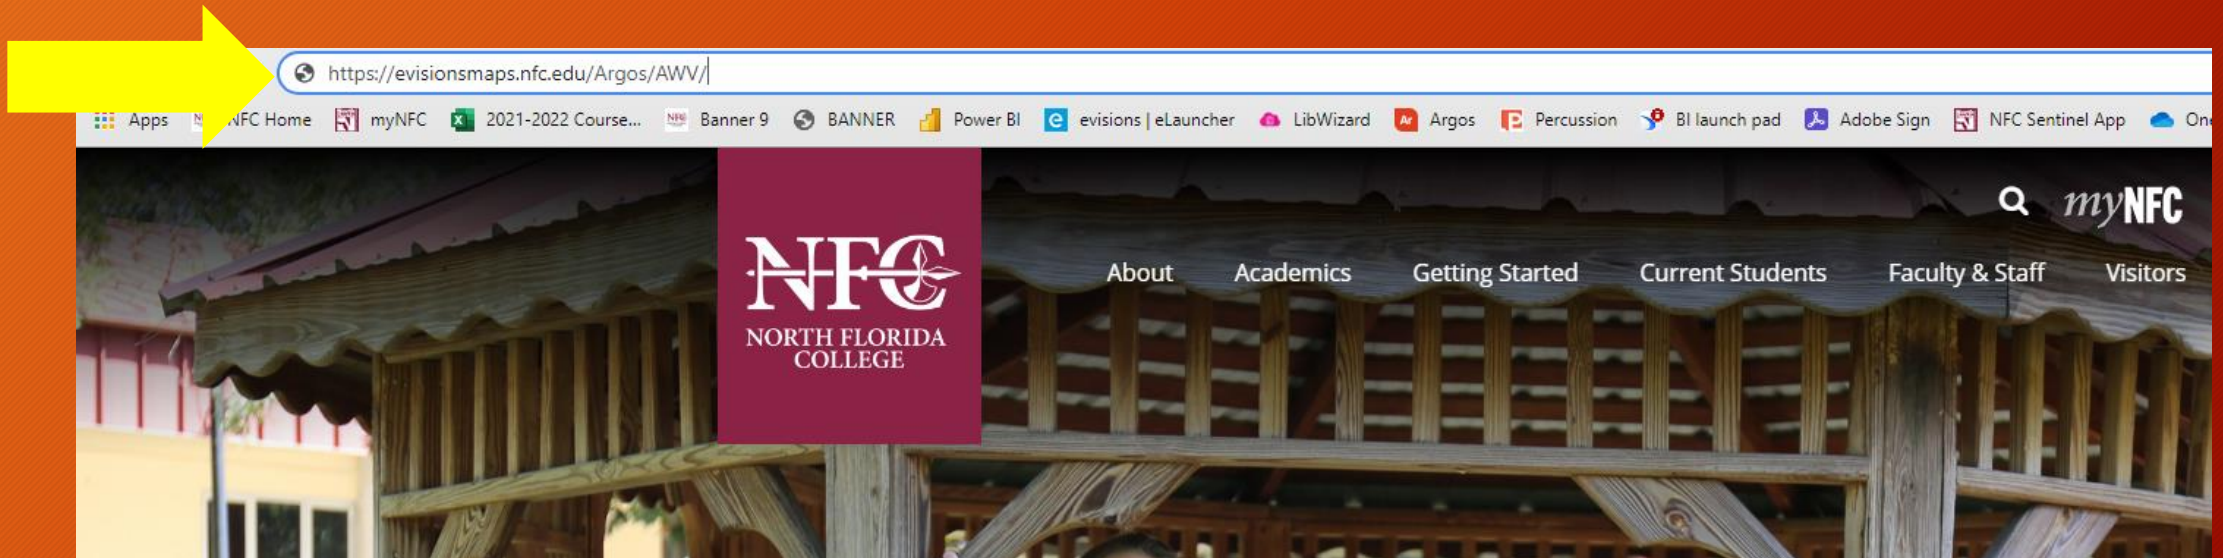 https://evisionsmaps.nfc.edu/Argos/AWV/
Apps NFC Home myNFC 2021-2022 Course... Banner 9 BANNER Power BI evisions | eLauncher LibWizard Argos Percussion BI launch pad Adobe Sign NFC Sentinel App
myNFC
NFC
NORTH FLORIDA
COLLEGE
About Academics Getting Started Current Students Faculty & Staff Visitors